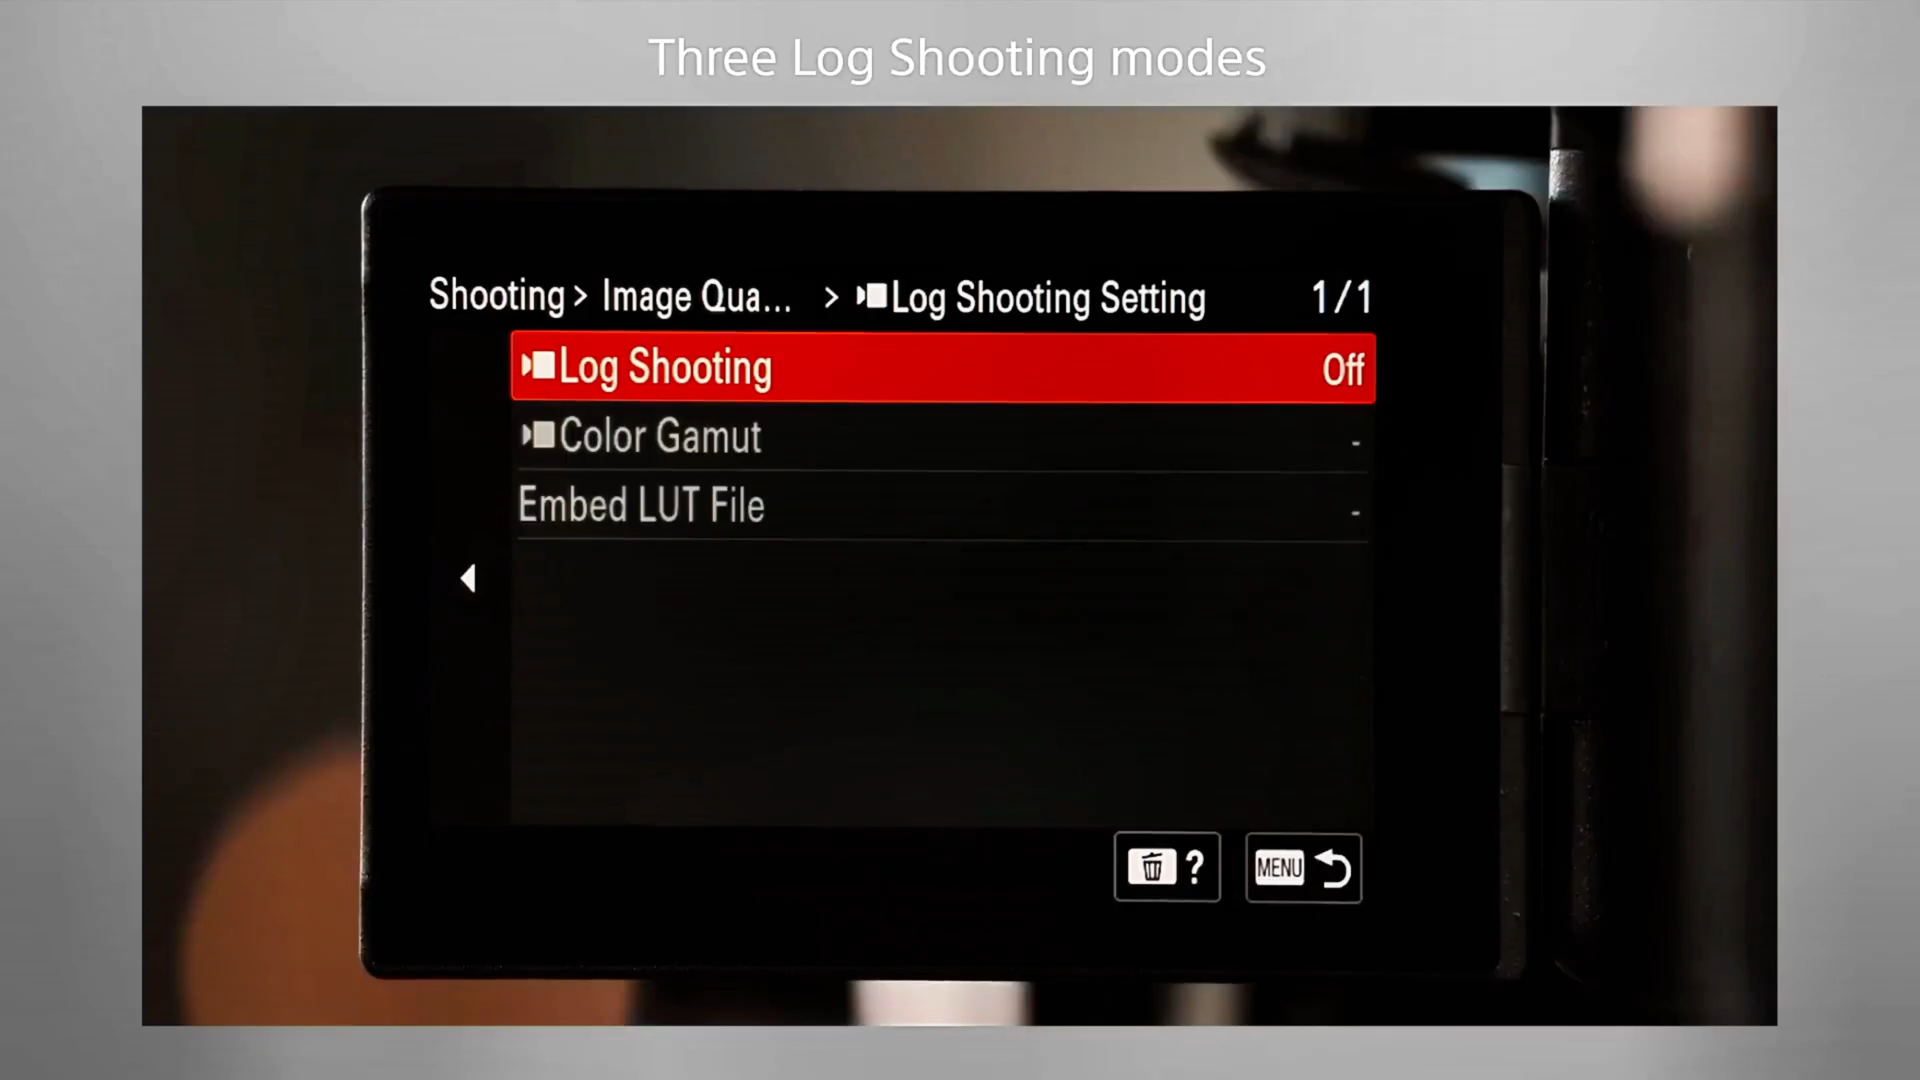 Three Log Shooting modes
Shooting > Image Qua... > Log Shooting Setting 1/1
Log Shooting Off
Color Gamut -
Embed LUT File -
? MENU